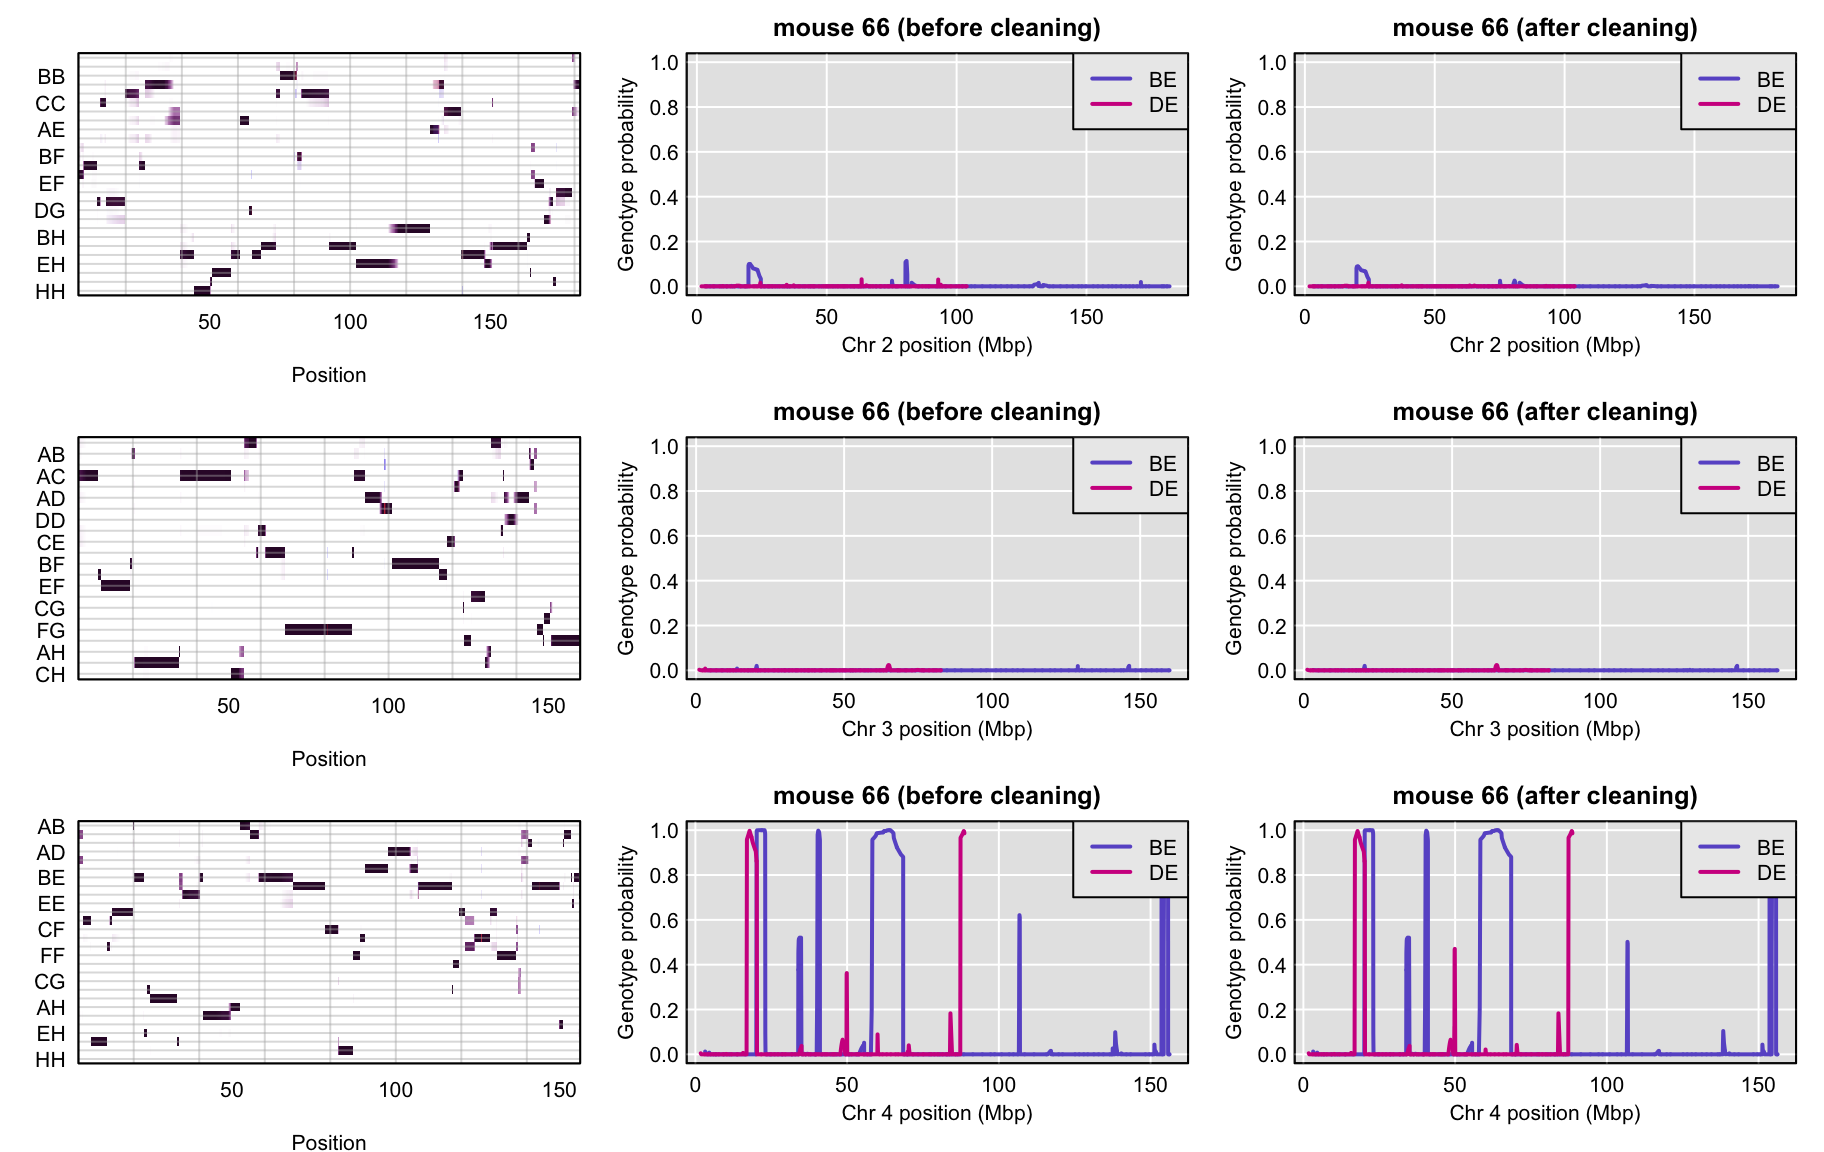 BB
CC
AE
BF
EF
DG
BH
EH
HH
50 100 150
Position
mouse 66 (before cleaning)
Genotype probability
1.0
0.8
0.6
0.4
0.2
0.0
BE
DE
0 50 100 150
Chr 2 position (Mbp)
mouse 66 (after cleaning)
Genotype probability
1.0
0.8
0.6
0.4
0.2
0.0
BE
DE
0 50 100 150
Chr 2 position (Mbp)
AB
AC
AD
DD
CE
BF
EF
CG
FG
AH
CH
50 100 150
Position
mouse 66 (before cleaning)
Genotype probability
1.0
0.8
0.6
0.4
0.2
0.0
BE
DE
0 50 100 150
Chr 3 position (Mbp)
mouse 66 (after cleaning)
Genotype probability
1.0
0.8
0.6
0.4
0.2
0.0
BE
DE
0 50 100 150
Chr 3 position (Mbp)
AB
AD
BE
EE
CF
FF
CG
AH
EH
HH
50 100 150
Position
mouse 66 (before cleaning)
Genotype probability
1.0
0.8
0.6
0.4
0.2
0.0
BE
DE
0 50 100 150
Chr 4 position (Mbp)
mouse 66 (after cleaning)
Genotype probability
1.0
0.8
0.6
0.4
0.2
0.0
BE
DE
0 50 100 150
Chr 4 position (Mbp)